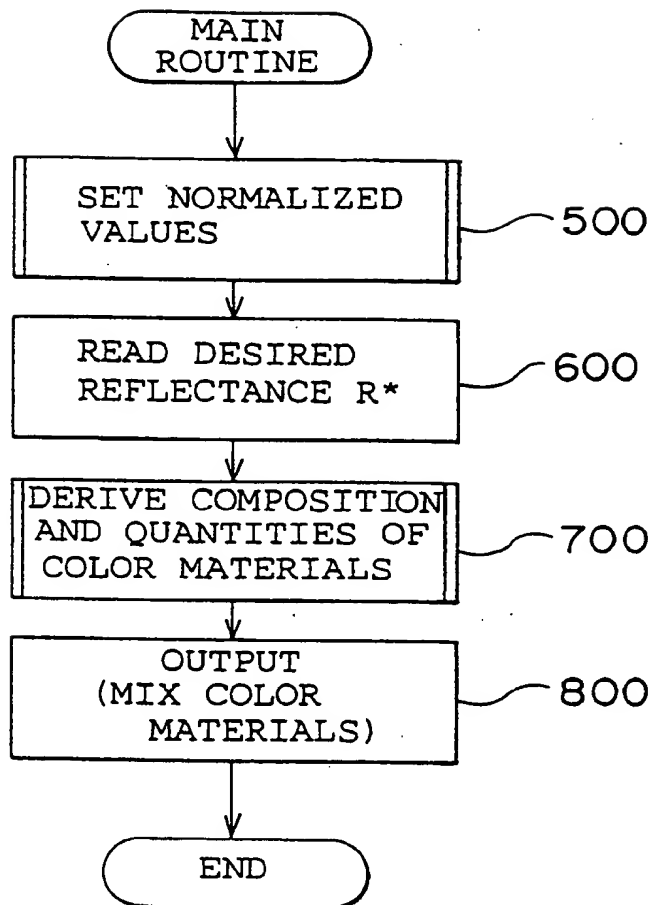 MAIN
ROUTINE
SET NORMALIZED
VALUES
500
READ DESIRED
REFLECTANCE R*
600
DERIVE COMPOSITION
AND QUANTITIES OF
COLOR MATERIALS
700
OUTPUT
(MIX COLOR
MATERIALS)
800
END